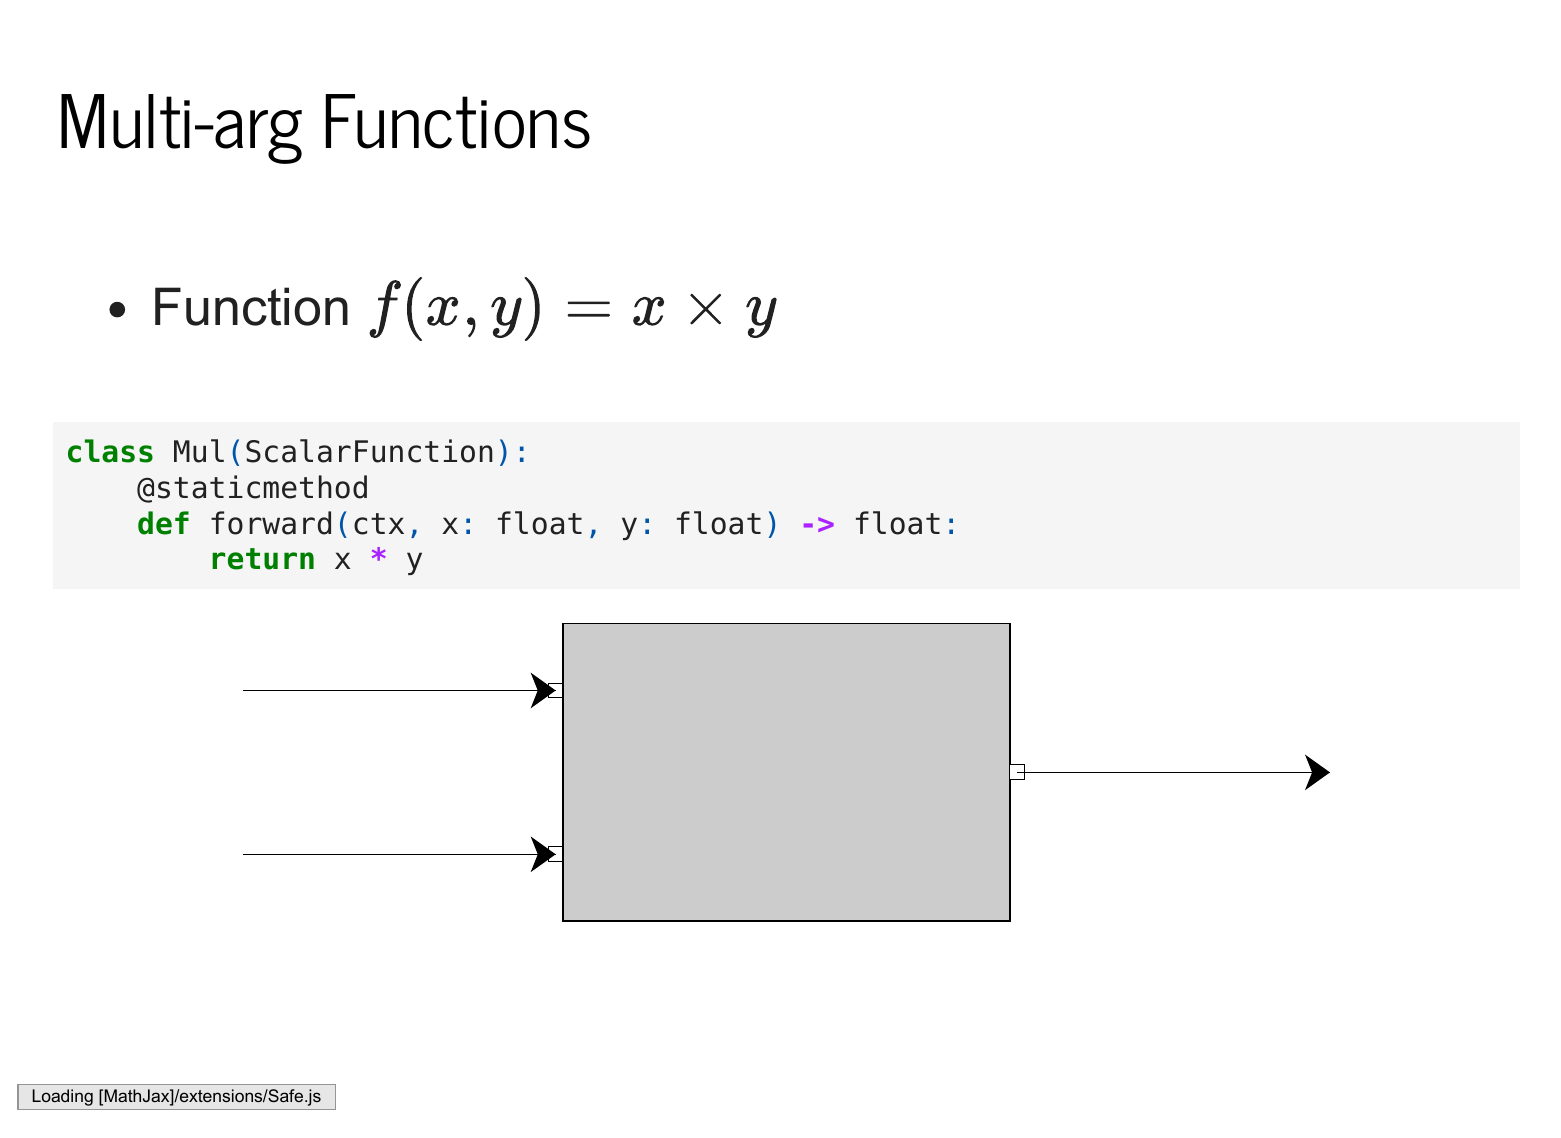 Multi-arg Functions
• Function f(x, y) = x × y
class Mul(ScalarFunction):
    @staticmethod
    def forward(ctx, x: float, y: float) -> float:
        return x * y
Loading [MathJax]/extensions/Safe.js